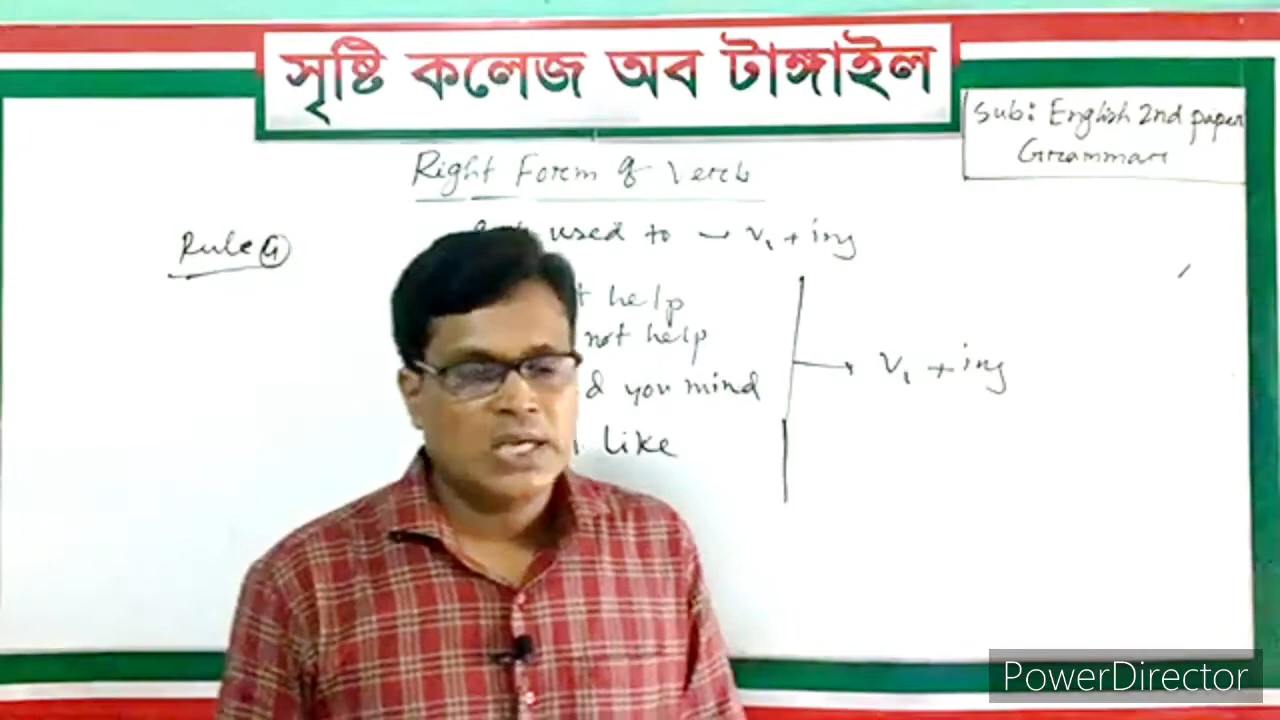 সৃষ্টি কলেজ অব টাঙ্গাইল
Sub: English 2nd paper
Grammar
Right Form of Verb
Rule 4
used to → V₁ + ing
help
not help
you mind
→ V₁ + ing
like
PowerDirector